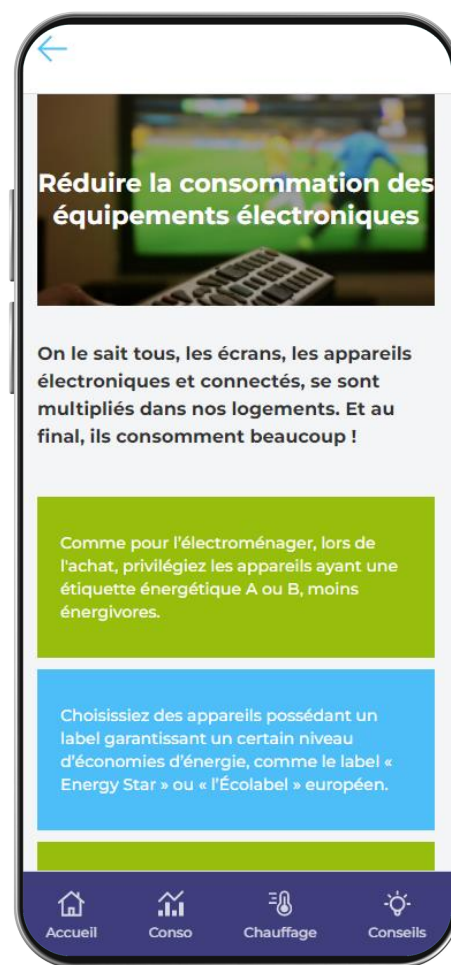 Réduire la consommation des
équipements électroniques
On le sait tous, les écrans, les appareils
électroniques et connectés, se sont
multipliés dans nos logements. Et au
final, ils consomment beaucoup !
Comme pour l'électroménager, lors de
l'achat, privilégiez les appareils ayant une
étiquette énergétique A ou B, moins
énergivores.
Choisissiez des appareils possédant un
label garantissant un certain niveau
d'économies d'énergie, comme le label «
Energy Star » ou « l'Écolabel » européen.
Accueil
Conso
Chauffage
Conseils